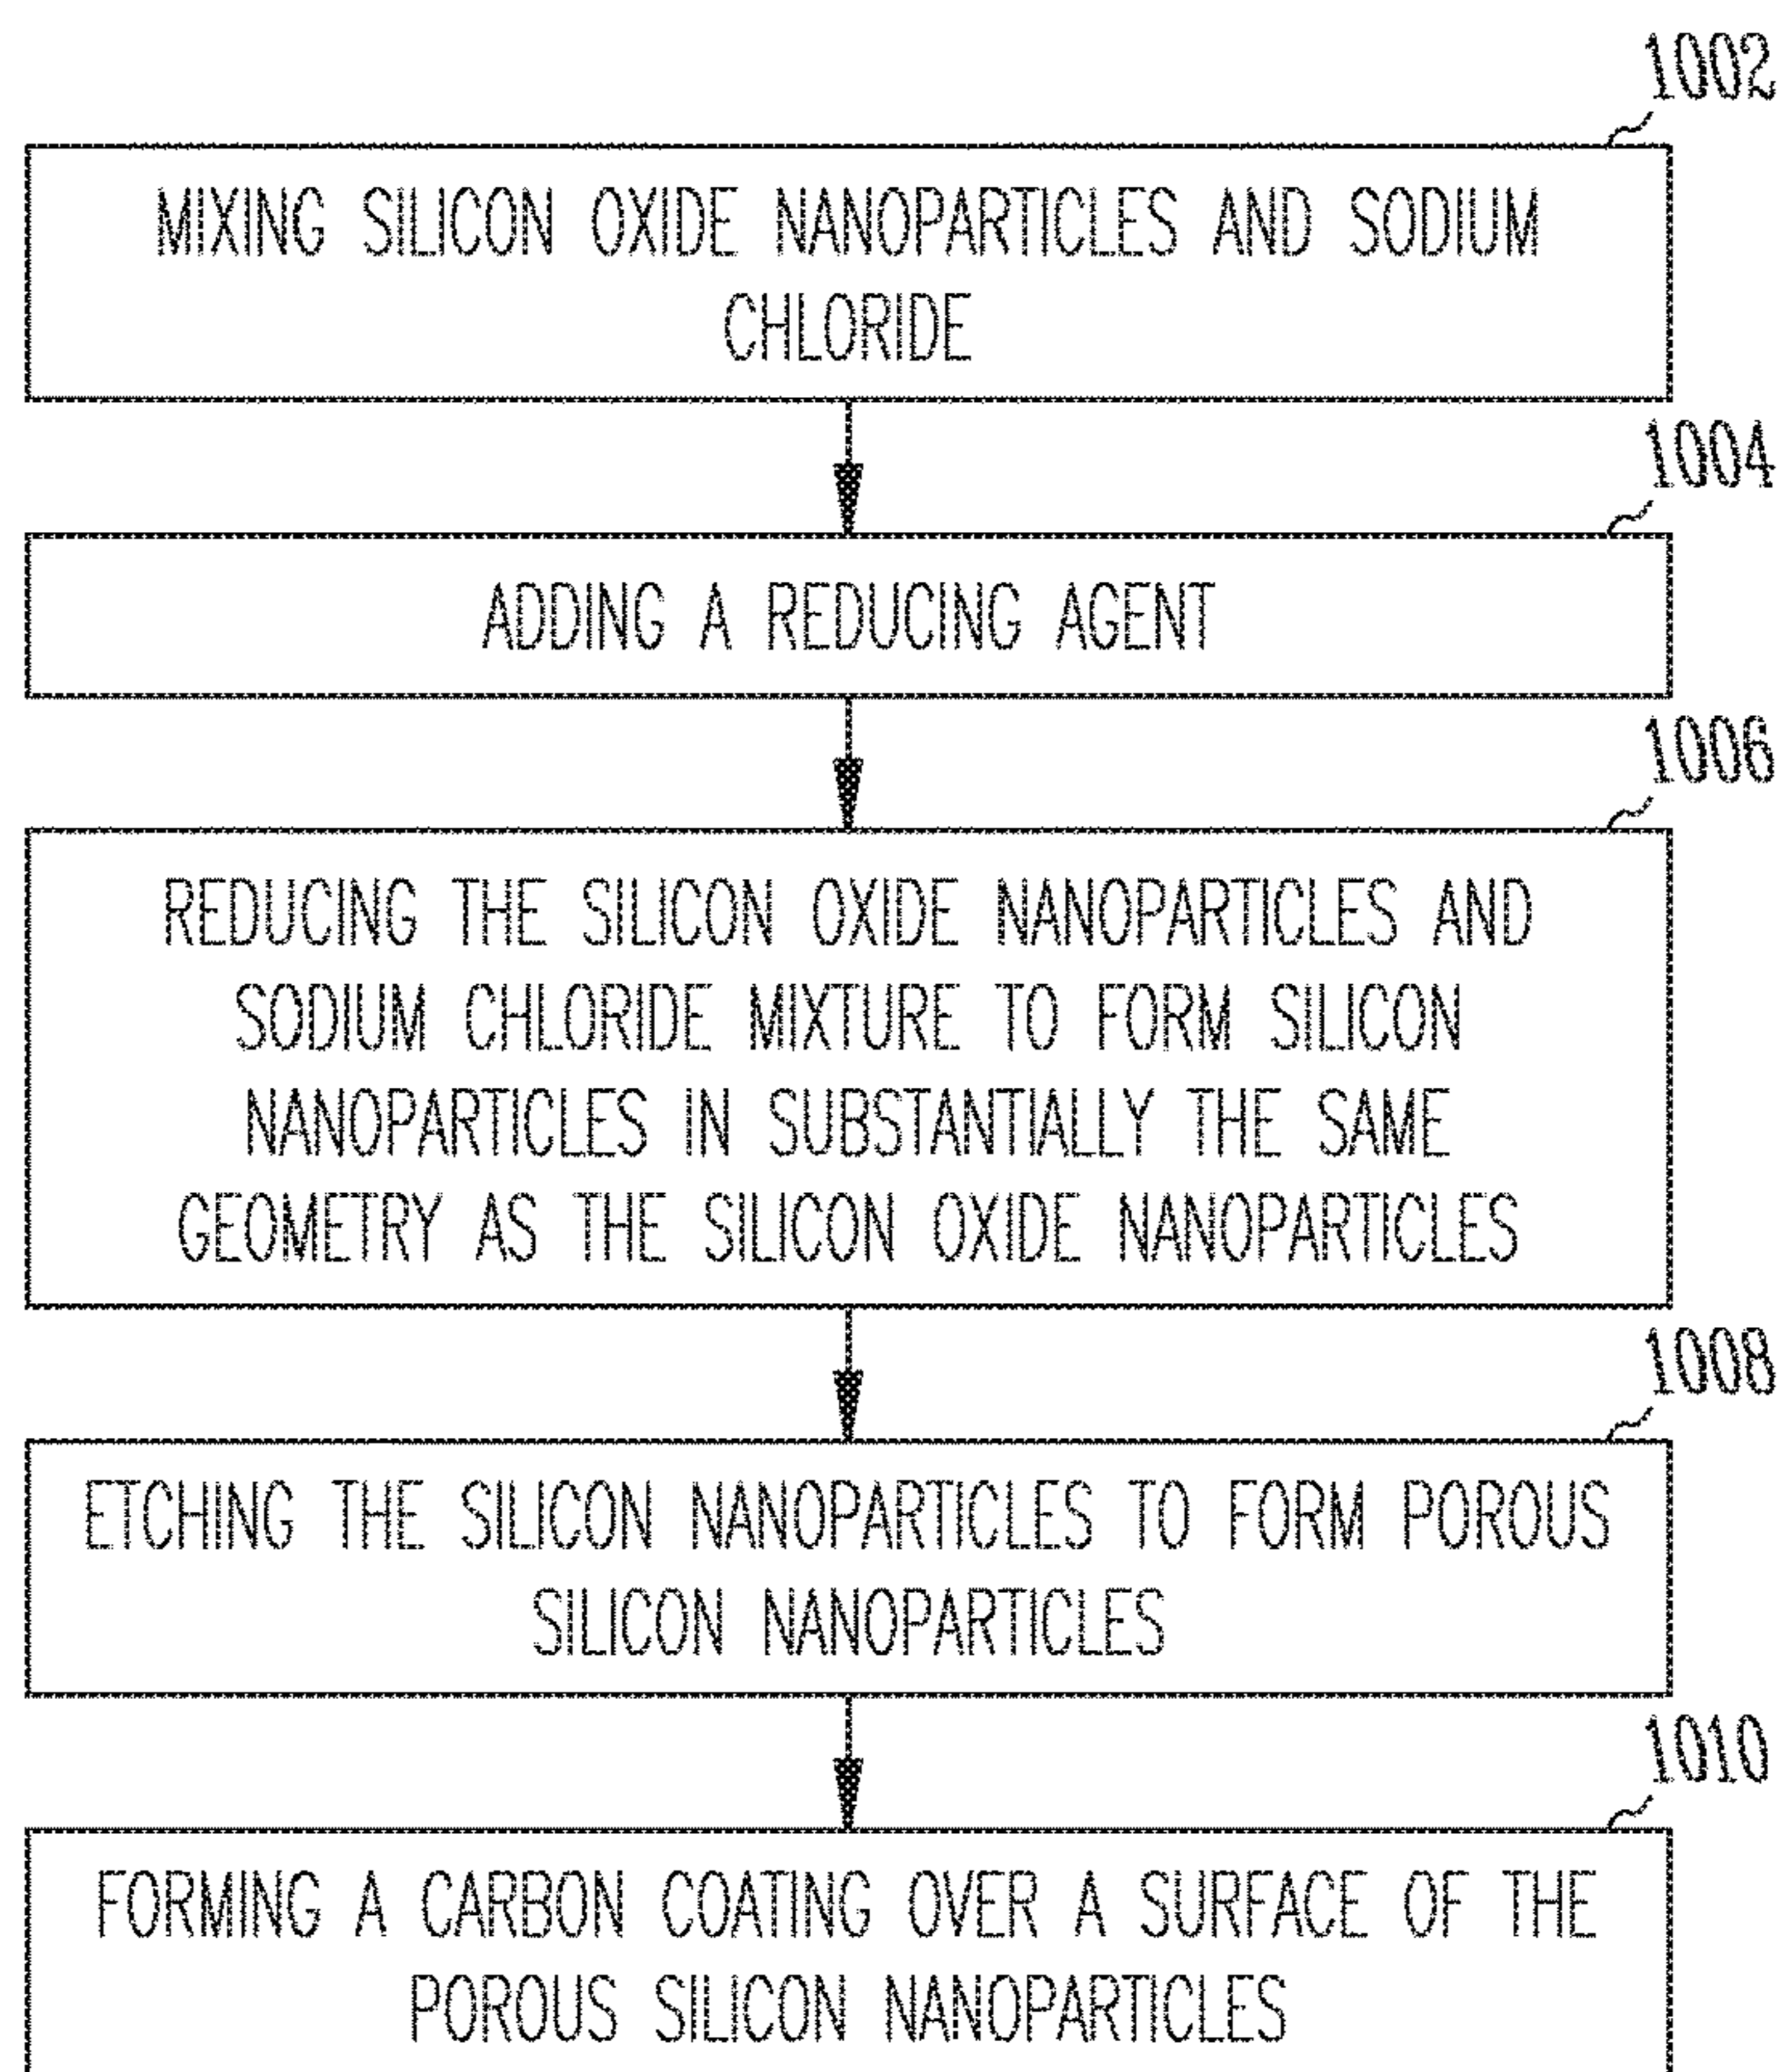 1002
MIXING SILICON OXIDE NANOPARTICLES AND SODIUM
CHLORIDE
1004
ADDING A REDUCING AGENT
1006
REDUCING THE SILICON OXIDE NANOPARTICLES AND
SODIUM CHLORIDE MIXTURE TO FORM SILICON
NANOPARTICLES IN SUBSTANTIALLY THE SAME
GEOMETRY AS THE SILICON OXIDE NANOPARTICLES
1008
ETCHING THE SILICON NANOPARTICLES TO FORM POROUS
SILICON NANOPARTICLES
1010
FORMING A CARBON COATING OVER A SURFACE OF THE
POROUS SILICON NANOPARTICLES